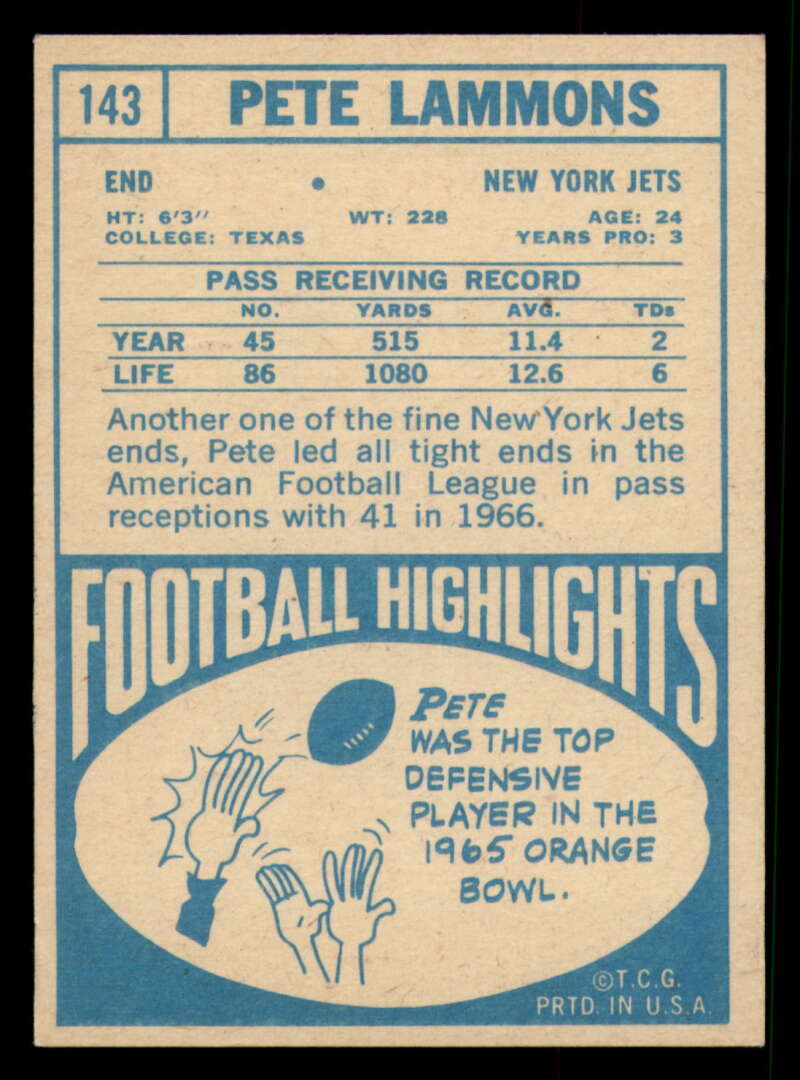 143 PETE LAMMONS
END • NEW YORK JETS
HT: 6'3" WT: 228 AGE: 24
COLLEGE: TEXAS YEARS PRO: 3
PASS RECEIVING RECORD
NO. YARDS AVG. TDs
YEAR 45 515 11.4 2
LIFE 86 1080 12.6 6
Another one of the fine New York Jets
ends, Pete led all tight ends in the
American Football League in pass
receptions with 41 in 1966.
FOOTBALL HIGHLIGHTS
PETE
WAS THE TOP
DEFENSIVE
PLAYER IN THE
1965 ORANGE
BOWL.
©T.C.G.
PRTD. IN U.S.A.